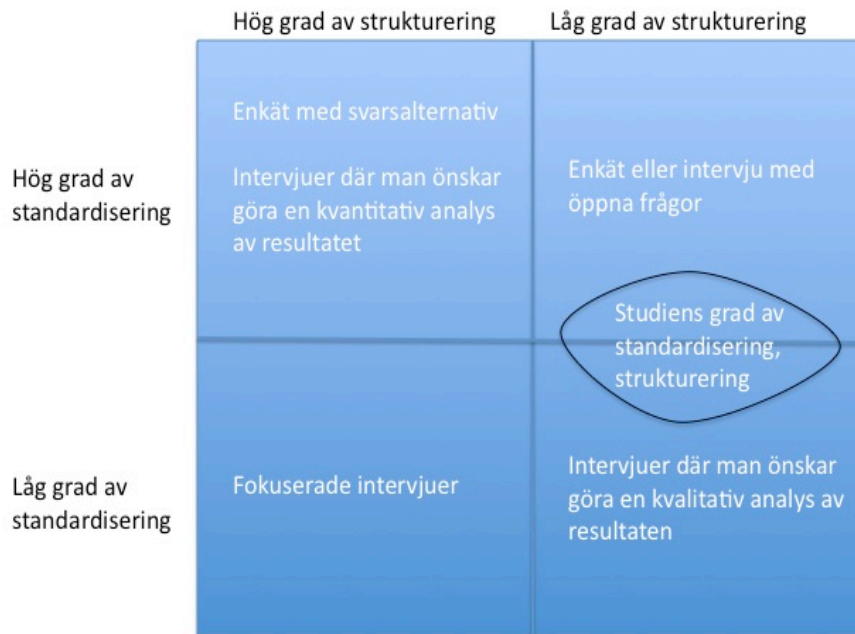 Hög grad av strukturering
Låg grad av strukturering
Hög grad av
standardisering
Enkät med svarsalternativ
Intervjuer där man önskar
göra en kvantitativ analys
av resultatet
Enkät eller intervju med
öppna frågor
Studiens grad av
standardisering,
strukturering
Låg grad av
standardisering
Fokuserade intervjuer
Intervjuer där man önskar
göra en kvalitativ analys av
resultaten